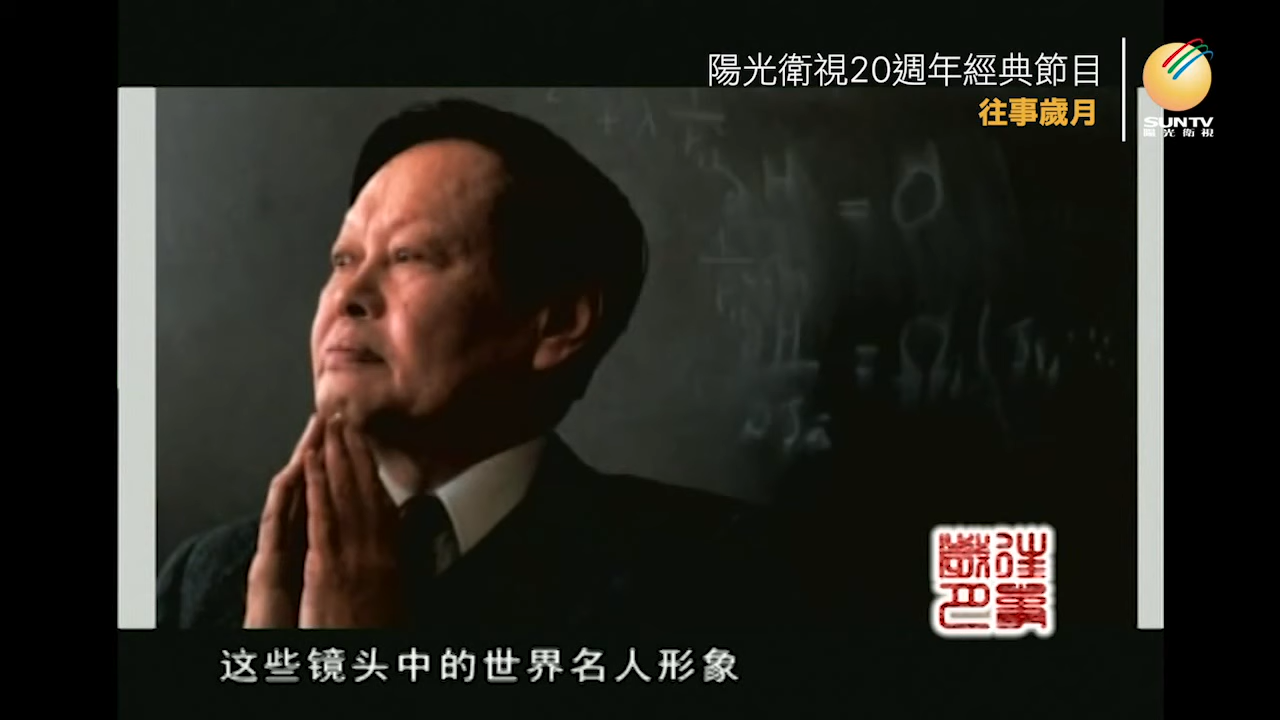 陽光衛視20週年經典節目
往事歲月
SUNTV
陽光衛視
= 0
往事
歲月
这些镜头中的世界名人形象